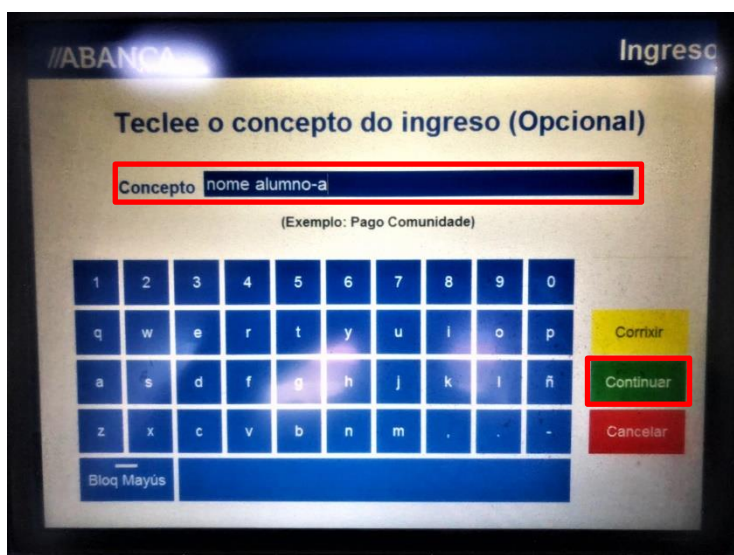 //ABANCA
Ingreso
Teclee o concepto do ingreso (Opcional)
Concepto nome alumno-a
(Exemplo: Pago Comunidade)
1 2 3 4 5 6 7 8 9 0
q w e r t y u i o p Corrixir
a s d f g h j k l ñ Continuar
z x c v b n m , . - Cancelar
Bloq Mayús